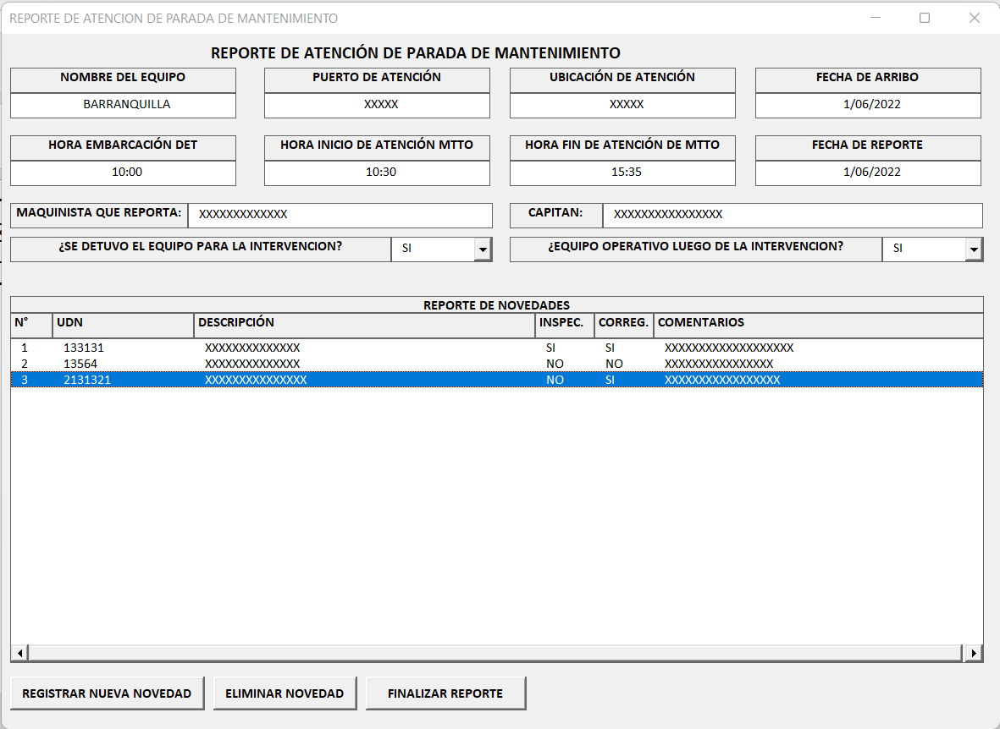 REPORTE DE ATENCION DE PARADA DE MANTENIMIENTO
REPORTE DE ATENCIÓN DE PARADA DE MANTENIMIENTO
NOMBRE DEL EQUIPO PUERTO DE ATENCIÓN UBICACIÓN DE ATENCIÓN FECHA DE ARRIBO
BARRANQUILLA XXXXX XXXXX 1/06/2022
HORA EMBARCACIÓN DET HORA INICIO DE ATENCIÓN MTTO HORA FIN DE ATENCIÓN DE MTTO FECHA DE REPORTE
10:00 10:30 15:35 1/06/2022
MAQUINISTA QUE REPORTA: XXXXXXXXXXXXX CAPITAN: XXXXXXXXXXXXXXXX
¿SE DETUVO EL EQUIPO PARA LA INTERVENCION? SI ¿EQUIPO OPERATIVO LUEGO DE LA INTERVENCION? SI
REPORTE DE NOVEDADES
N° UDN DESCRIPCIÓN INSPEC. CORREG. COMENTARIOS
1 133131 XXXXXXXXXXXXXX SI SI XXXXXXXXXXXXXXXXXXX
2 13564 XXXXXXXXXXXXXX NO NO XXXXXXXXXXXXXXXX
3 2131321 XXXXXXXXXXXXXXX NO SI XXXXXXXXXXXXXXXXX
REGISTRAR NUEVA NOVEDAD ELIMINAR NOVEDAD FINALIZAR REPORTE